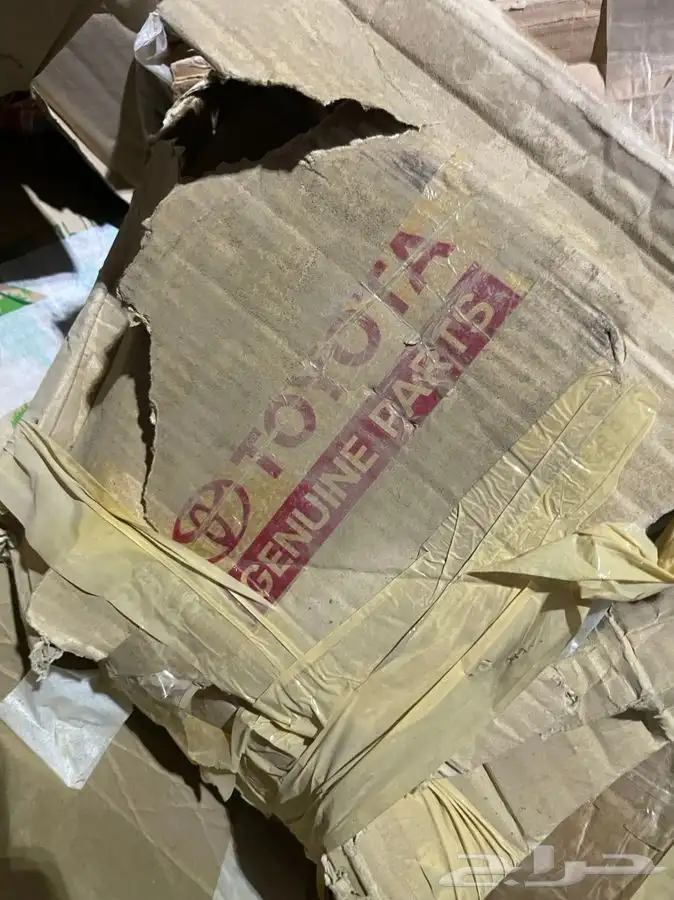 TOYOTA
GENUINE PARTS
حراج